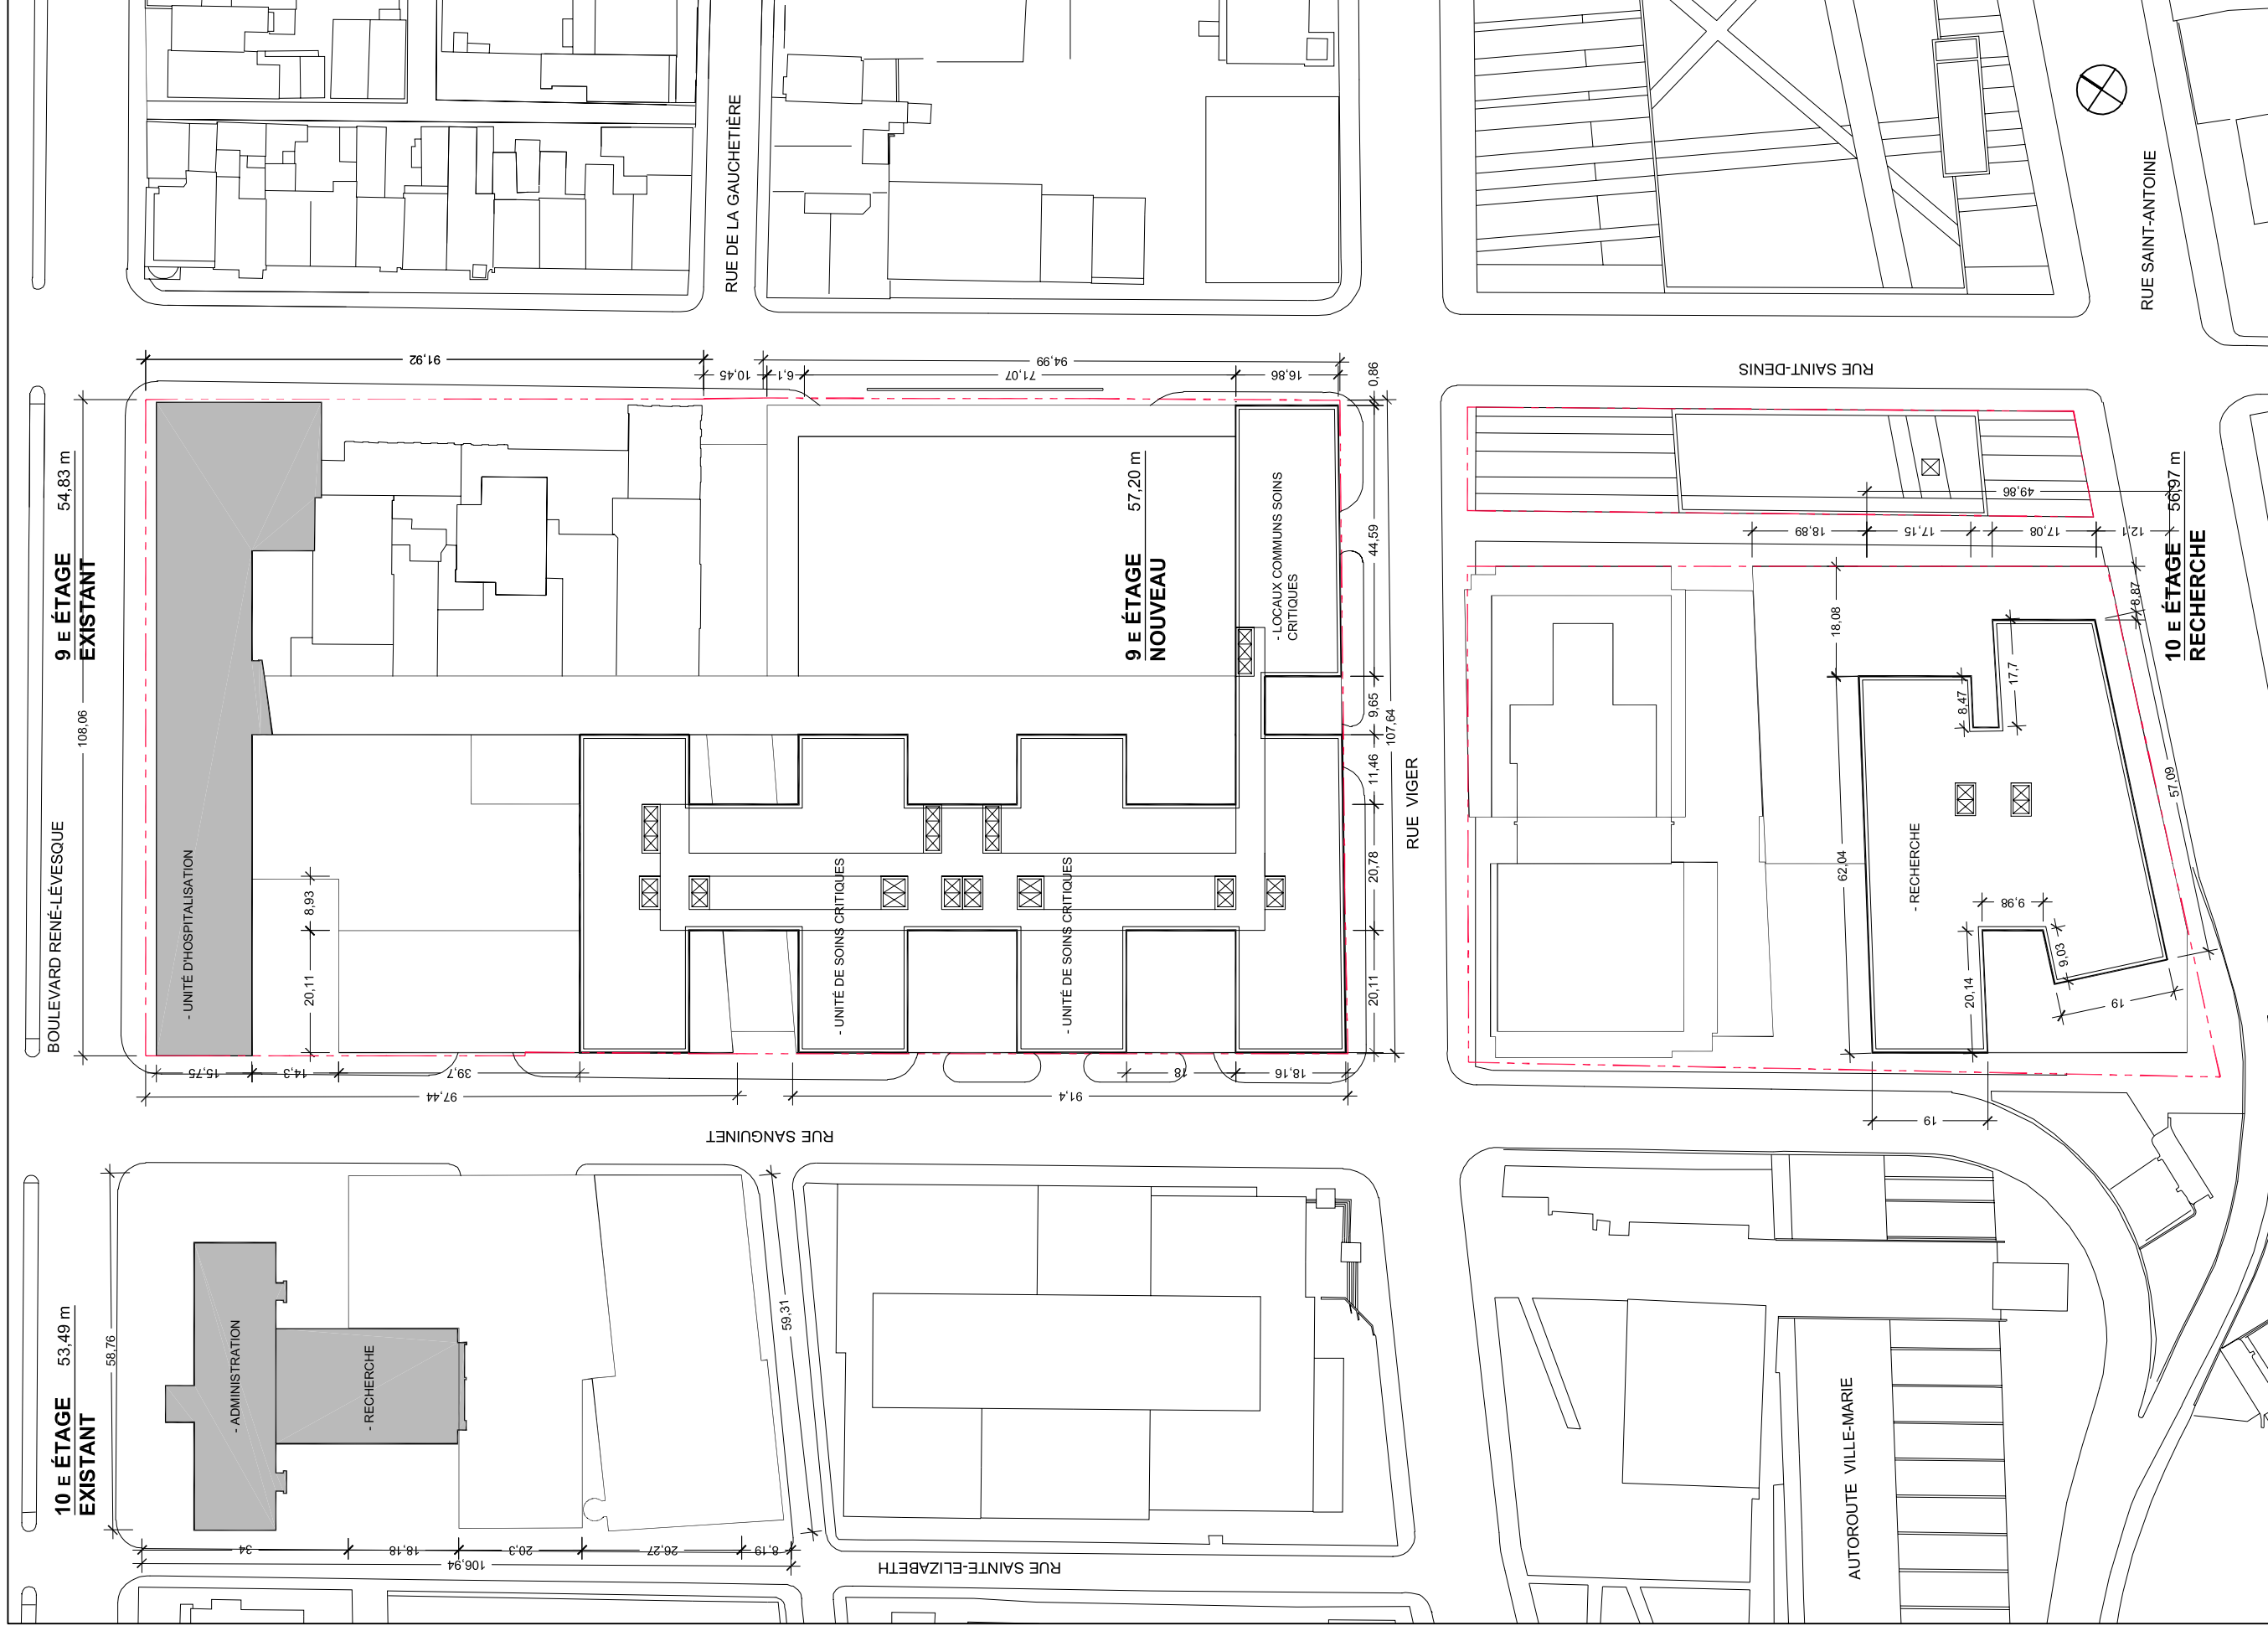 RUE DE LA GAUCHETIÈRE
RUE SAINT-ANTOINE
RUE SAINT-DENIS
91,92
10,45
6,1
94,99
71,07
16,86
0,86
9 E ÉTAGE 54,83 m
EXISTANT
108,06
BOULEVARD RENÉ-LÉVESQUE
- UNITÉ D'HOSPITALISATION
8,93
20,11
9 E ÉTAGE 57,20 m
NOUVEAU
- LOCAUX COMMUNS SOINS
CRITIQUES
44,59
9,65
107,64
11,46
20,78
20,11
RUE VIGER
- UNITÉ DE SOINS CRITIQUES
- UNITÉ DE SOINS CRITIQUES
15,75
14,3
39,7
97,44
18
18,16
91,4
49,86
18,89
17,15
17,08
12,1
10 E ÉTAGE 56,97 m
RECHERCHE
18,08
8,87
8,47
17,7
57,09
62,04
- RECHERCHE
9,98
9,03
20,14
19
19
RUE SANGUINET
10 E ÉTAGE 53,49 m
EXISTANT
58,76
- ADMINISTRATION
- RECHERCHE
59,31
34
18,18
20,3
26,27
8,19
106,94
RUE SAINTE-ELIZABETH
AUTOROUTE VILLE-MARIE